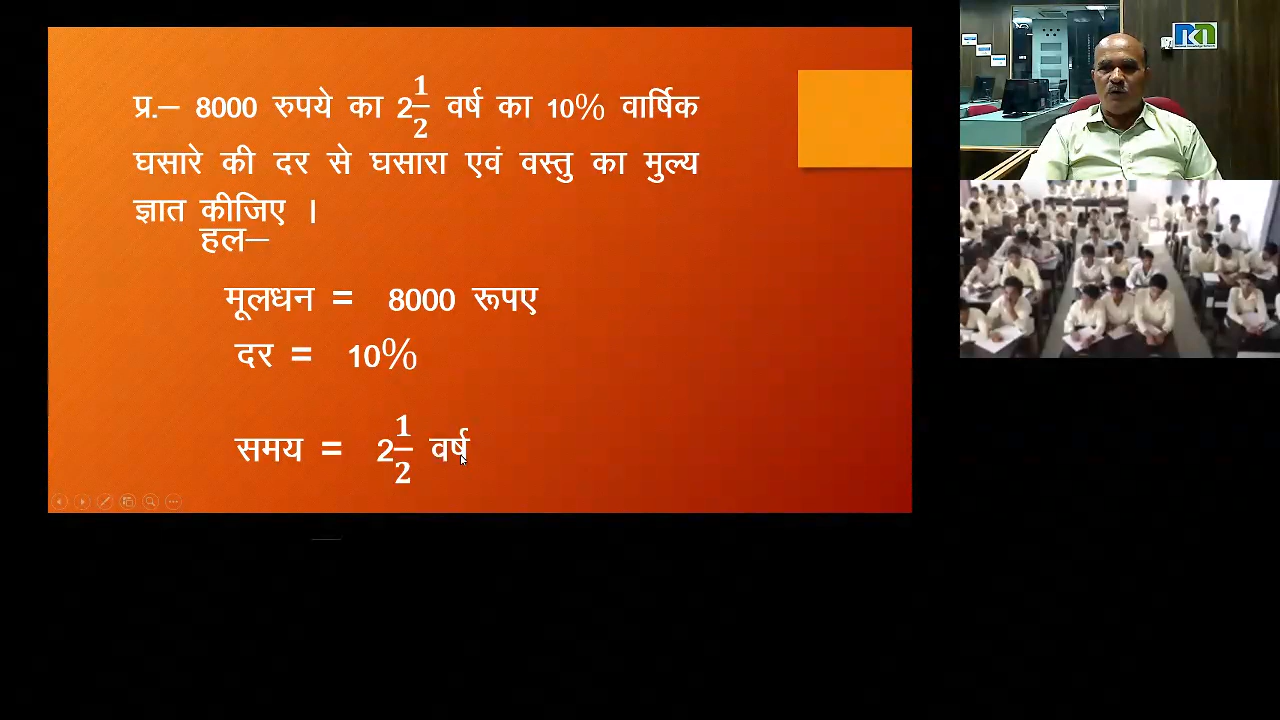 प्र.– 8000 रुपये का 2 1/2 वर्ष का 10% वार्षिक
घसारे की दर से घसारा एवं वस्तु का मुल्य
ज्ञात कीजिए ।
हल–
मूलधन = 8000 रूपए
दर = 10%
समय = 2 1/2 वर्ष